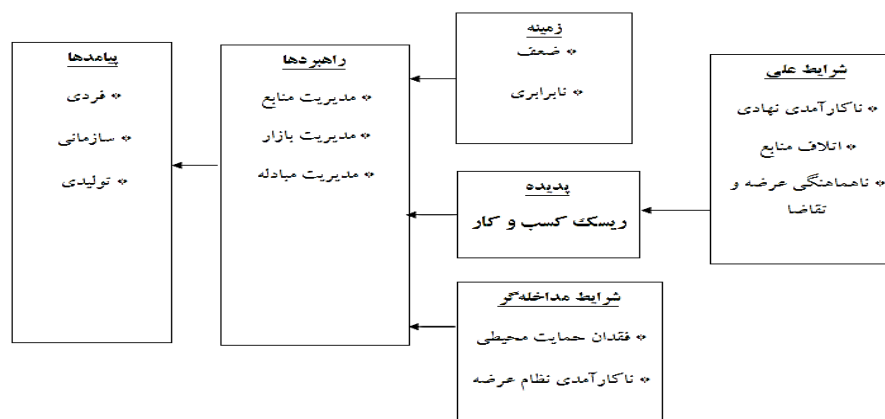 شرایط علی
❖ ناکارآمدی نهادی
❖ اتلاف منابع
❖ ناهماهنگی عرضه و
تقاضا
زمینه
❖ ضعف
❖ نابرابری
پدیده
ریسک کسب و کار
شرایط مداخله‌گر
❖ فقدان حمایت محیطی
❖ ناکارآمدی نظام عرضه
راهبردها
❖ مدیریت منابع
❖ مدیریت بازار
❖ مدیریت مبادله
پیامدها
❖ فردی
❖ سازمانی
❖ تولیدی